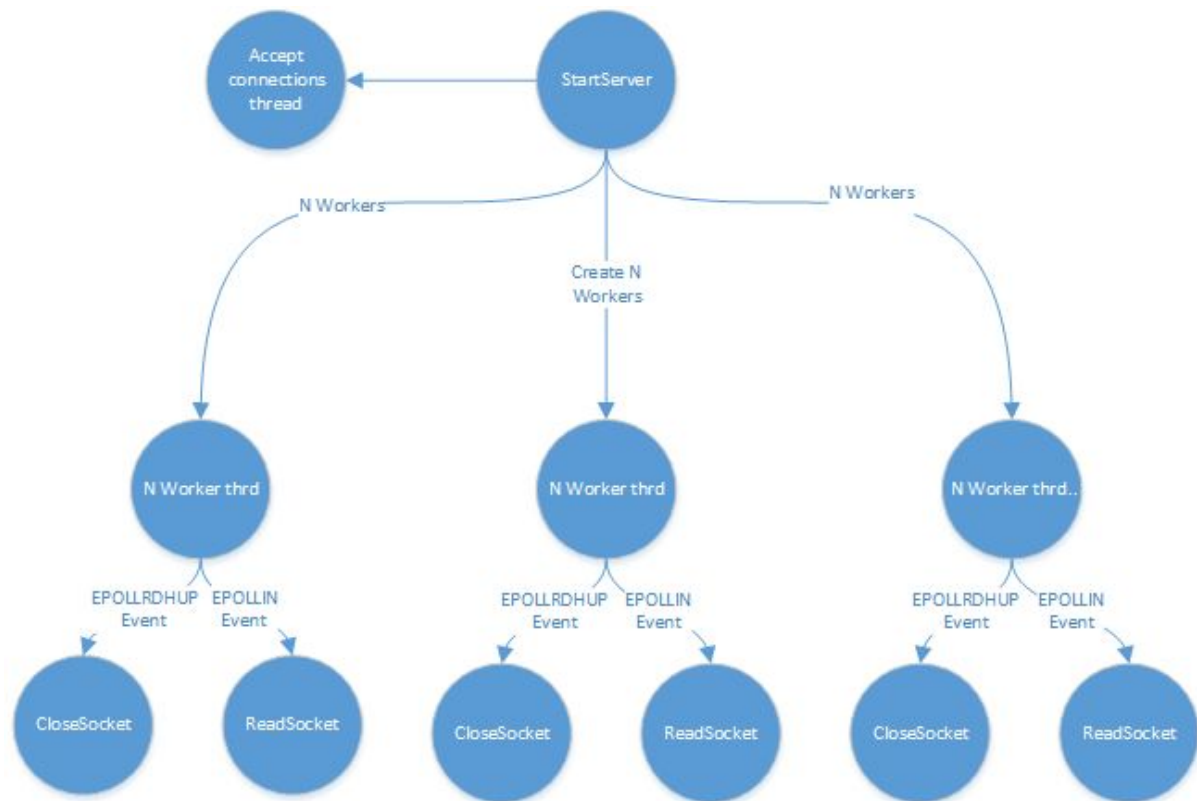 Accept
connections
thread
StartServer
N Workers
N Workers
Create N
Workers
N Worker thrd
N Worker thrd
N Worker thrd..
EPOLLRDHUP
Event
EPOLLIN
Event
EPOLLRDHUP
Event
EPOLLIN
Event
EPOLLRDHUP
Event
EPOLLIN
Event
CloseSocket
ReadSocket
CloseSocket
ReadSocket
CloseSocket
ReadSocket